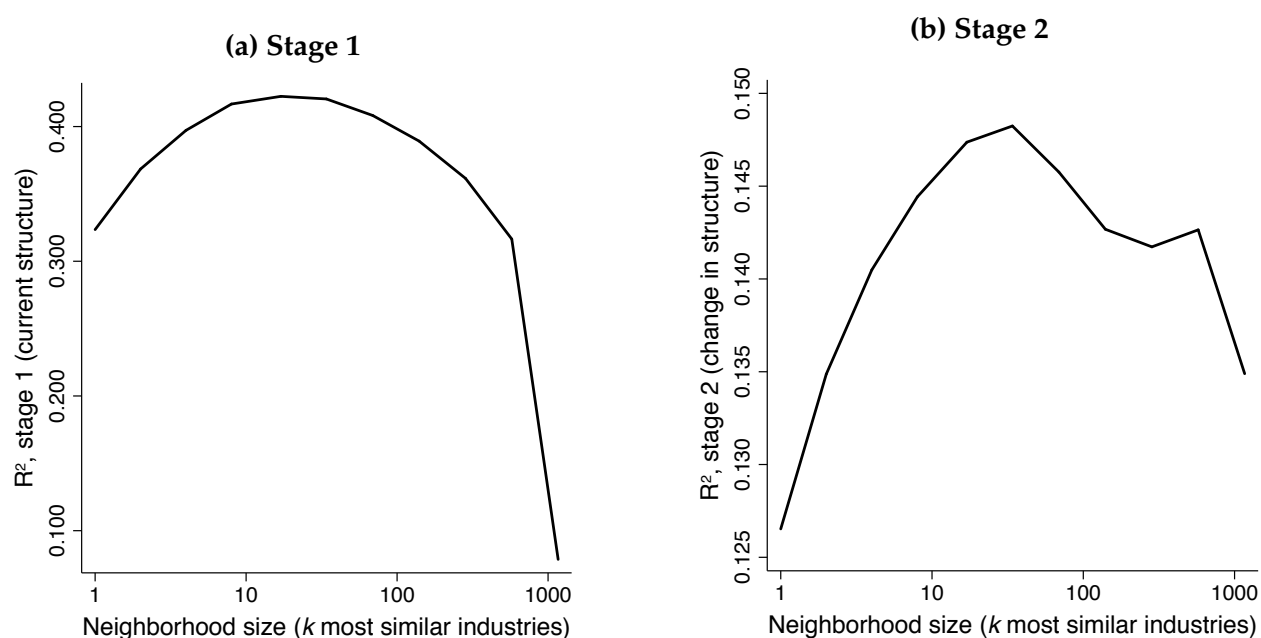 (a) Stage 1
R², stage 1 (current structure)
0.400
0.300
0.200
0.100
1 10 100 1000
Neighborhood size (k most similar industries)
(b) Stage 2
R², stage 2 (change in structure)
0.150
0.145
0.140
0.135
0.130
0.125
1 10 100 1000
Neighborhood size (k most similar industries)